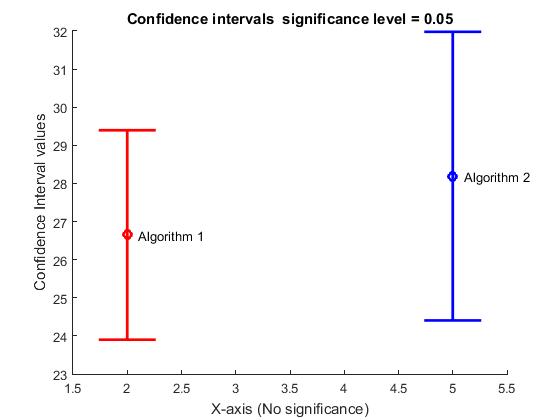 Confidence intervals  significance level = 0.05
Confidence Interval values
32
31
30
29
28
27
26
25
24
23
Algorithm 1
Algorithm 2
1.5 2 2.5 3 3.5 4 4.5 5 5.5
X-axis (No significance)